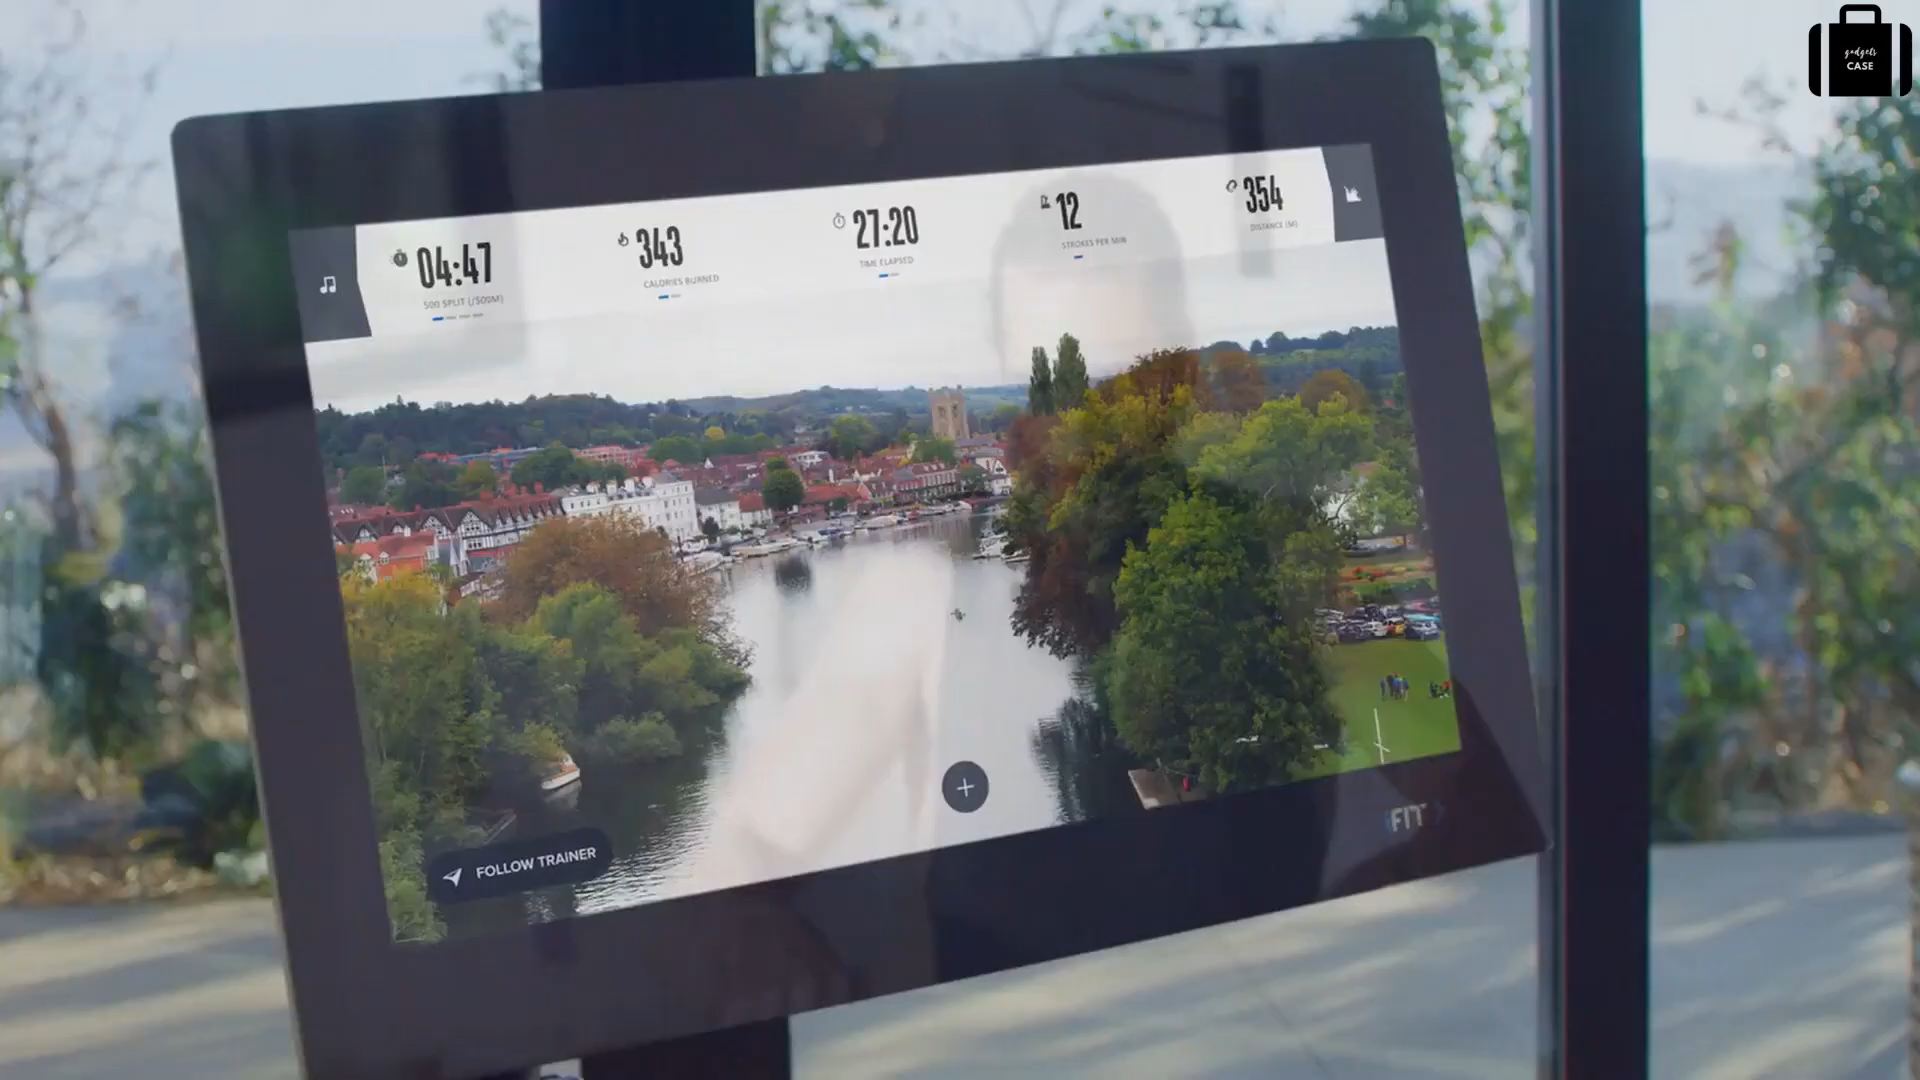 gadgets
CASE
04:47
500 SPLIT (/500M)
343
CALORIES BURNED
27:20
TIME ELAPSED
12
STROKES PER MIN
354
DISTANCE (M)
FOLLOW TRAINER
iFIT